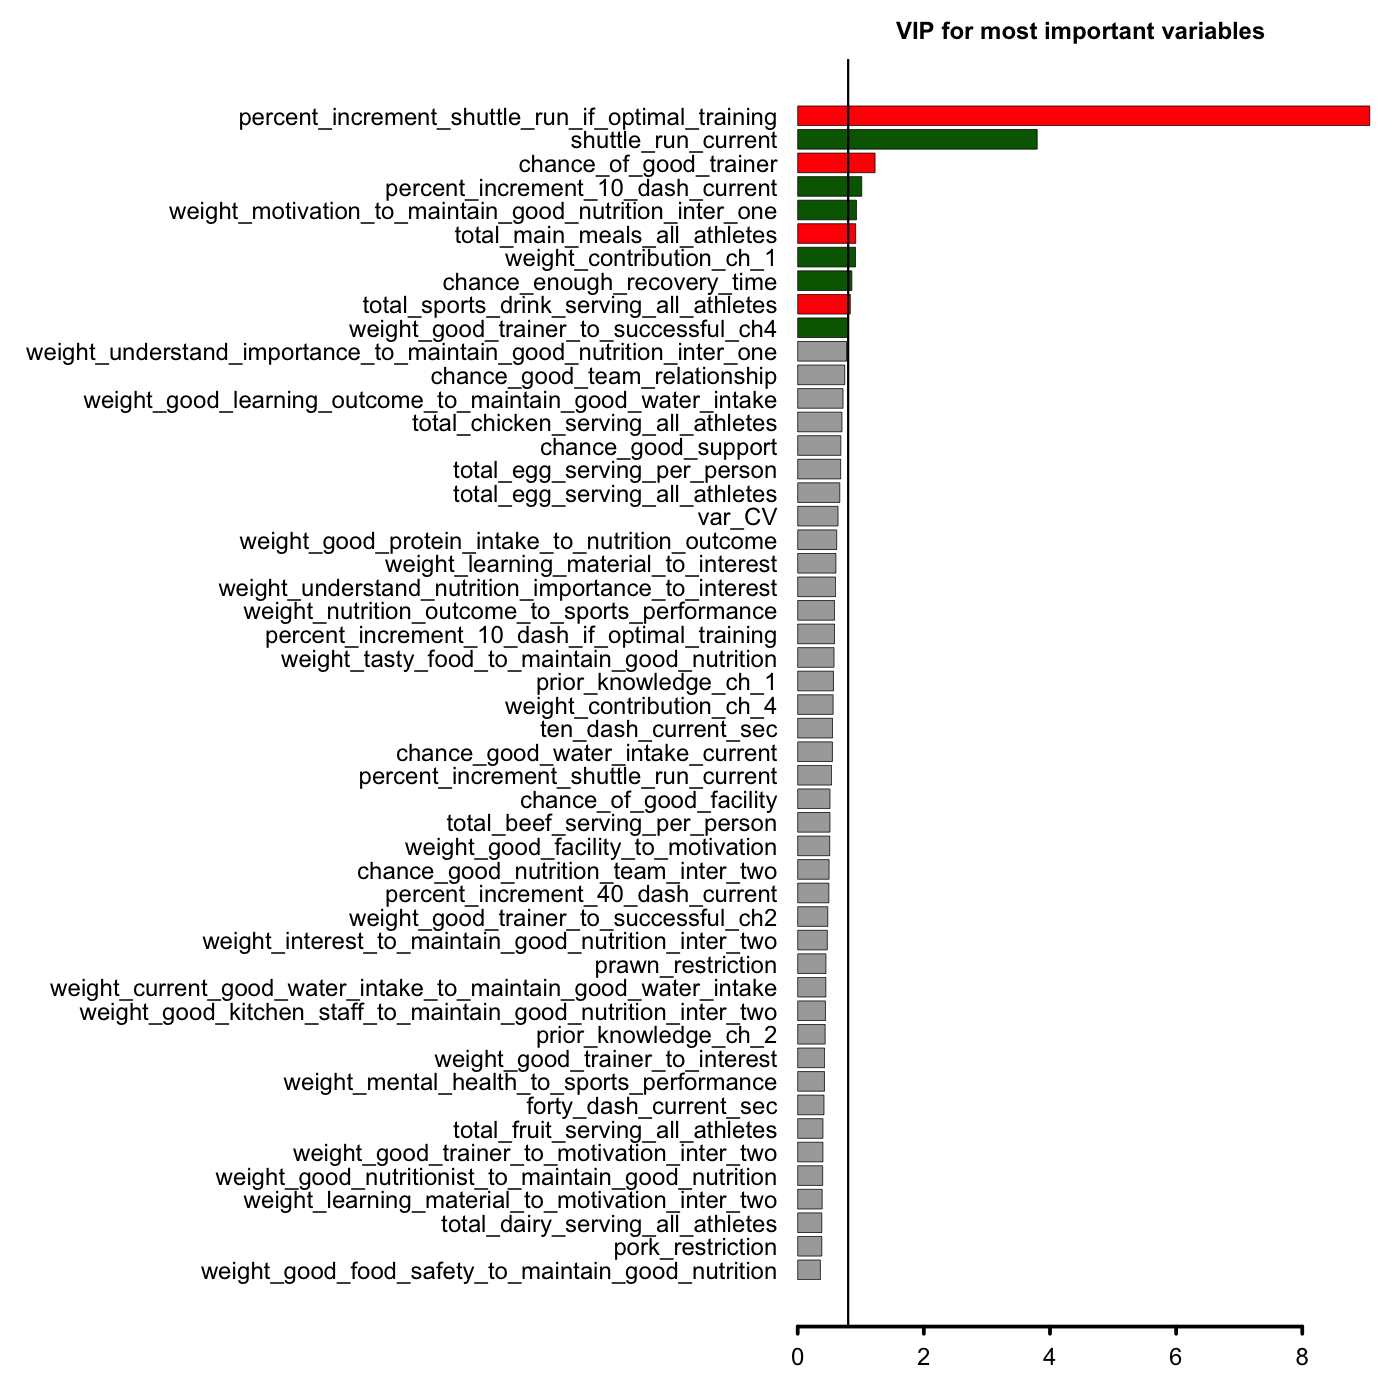 VIP for most important variables
percent_increment_shuttle_run_if_optimal_training
shuttle_run_current
chance_of_good_trainer
percent_increment_10_dash_current
weight_motivation_to_maintain_good_nutrition_inter_one
total_main_meals_all_athletes
weight_contribution_ch_1
chance_enough_recovery_time
total_sports_drink_serving_all_athletes
weight_good_trainer_to_successful_ch4
weight_understand_importance_to_maintain_good_nutrition_inter_one
chance_good_team_relationship
weight_good_learning_outcome_to_maintain_good_water_intake
total_chicken_serving_all_athletes
chance_good_support
total_egg_serving_per_person
total_egg_serving_all_athletes
var_CV
weight_good_protein_intake_to_nutrition_outcome
weight_learning_material_to_interest
weight_understand_nutrition_importance_to_interest
weight_nutrition_outcome_to_sports_performance
percent_increment_10_dash_if_optimal_training
weight_tasty_food_to_maintain_good_nutrition
prior_knowledge_ch_1
weight_contribution_ch_4
ten_dash_current_sec
chance_good_water_intake_current
percent_increment_shuttle_run_current
chance_of_good_facility
total_beef_serving_per_person
weight_good_facility_to_motivation
chance_good_nutrition_team_inter_two
percent_increment_40_dash_current
weight_good_trainer_to_successful_ch2
weight_interest_to_maintain_good_nutrition_inter_two
prawn_restriction
weight_current_good_water_intake_to_maintain_good_water_intake
weight_good_kitchen_staff_to_maintain_good_nutrition_inter_two
prior_knowledge_ch_2
weight_good_trainer_to_interest
weight_mental_health_to_sports_performance
forty_dash_current_sec
total_fruit_serving_all_athletes
weight_good_trainer_to_motivation_inter_two
weight_good_nutritionist_to_maintain_good_nutrition
weight_learning_material_to_motivation_inter_two
total_dairy_serving_all_athletes
pork_restriction
weight_good_food_safety_to_maintain_good_nutrition
0 2 4 6 8